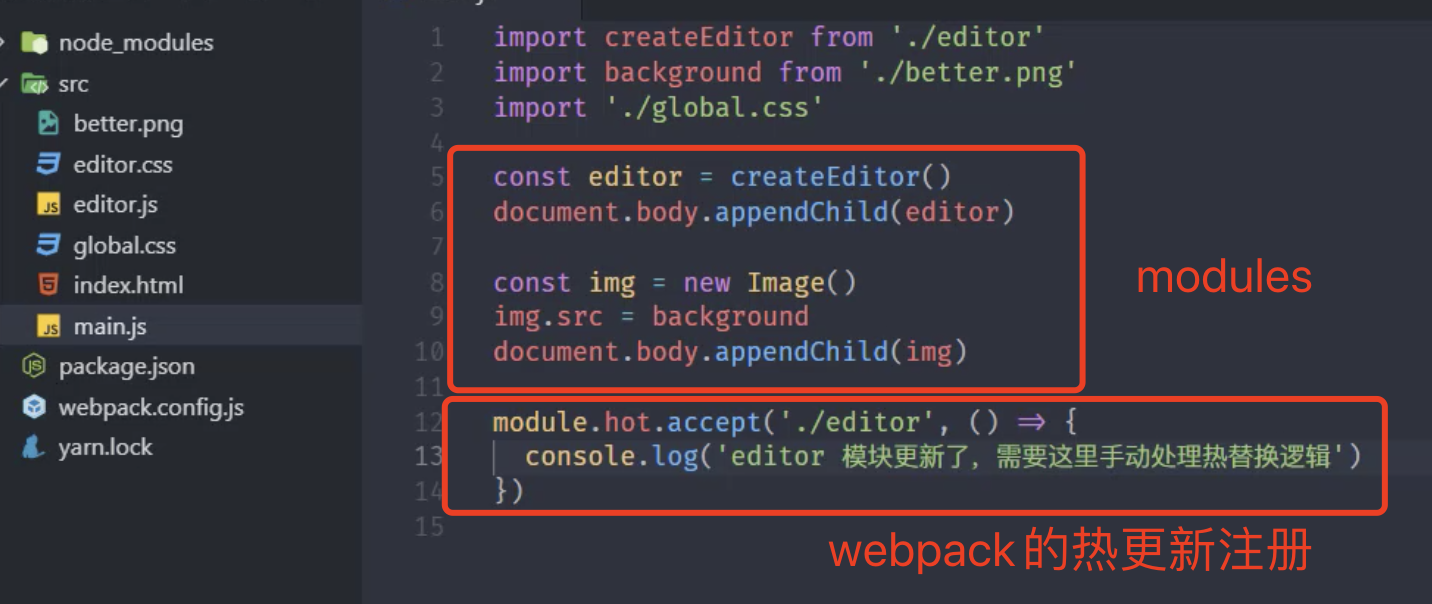 node_modules
src
better.png
editor.css
editor.js
global.css
index.html
main.js
package.json
webpack.config.js
yarn.lock
1 import createEditor from './editor'
2 import background from './better.png'
3 import './global.css'
4
5 const editor = createEditor()
6 document.body.appendChild(editor)
7
8 const img = new Image()
9 img.src = background
10 document.body.appendChild(img)
11
12 module.hot.accept('./editor', () => {
13 console.log('editor 模块更新了，需要这里手动处理热替换逻辑')
14 })
15
modules
webpack的热更新注册